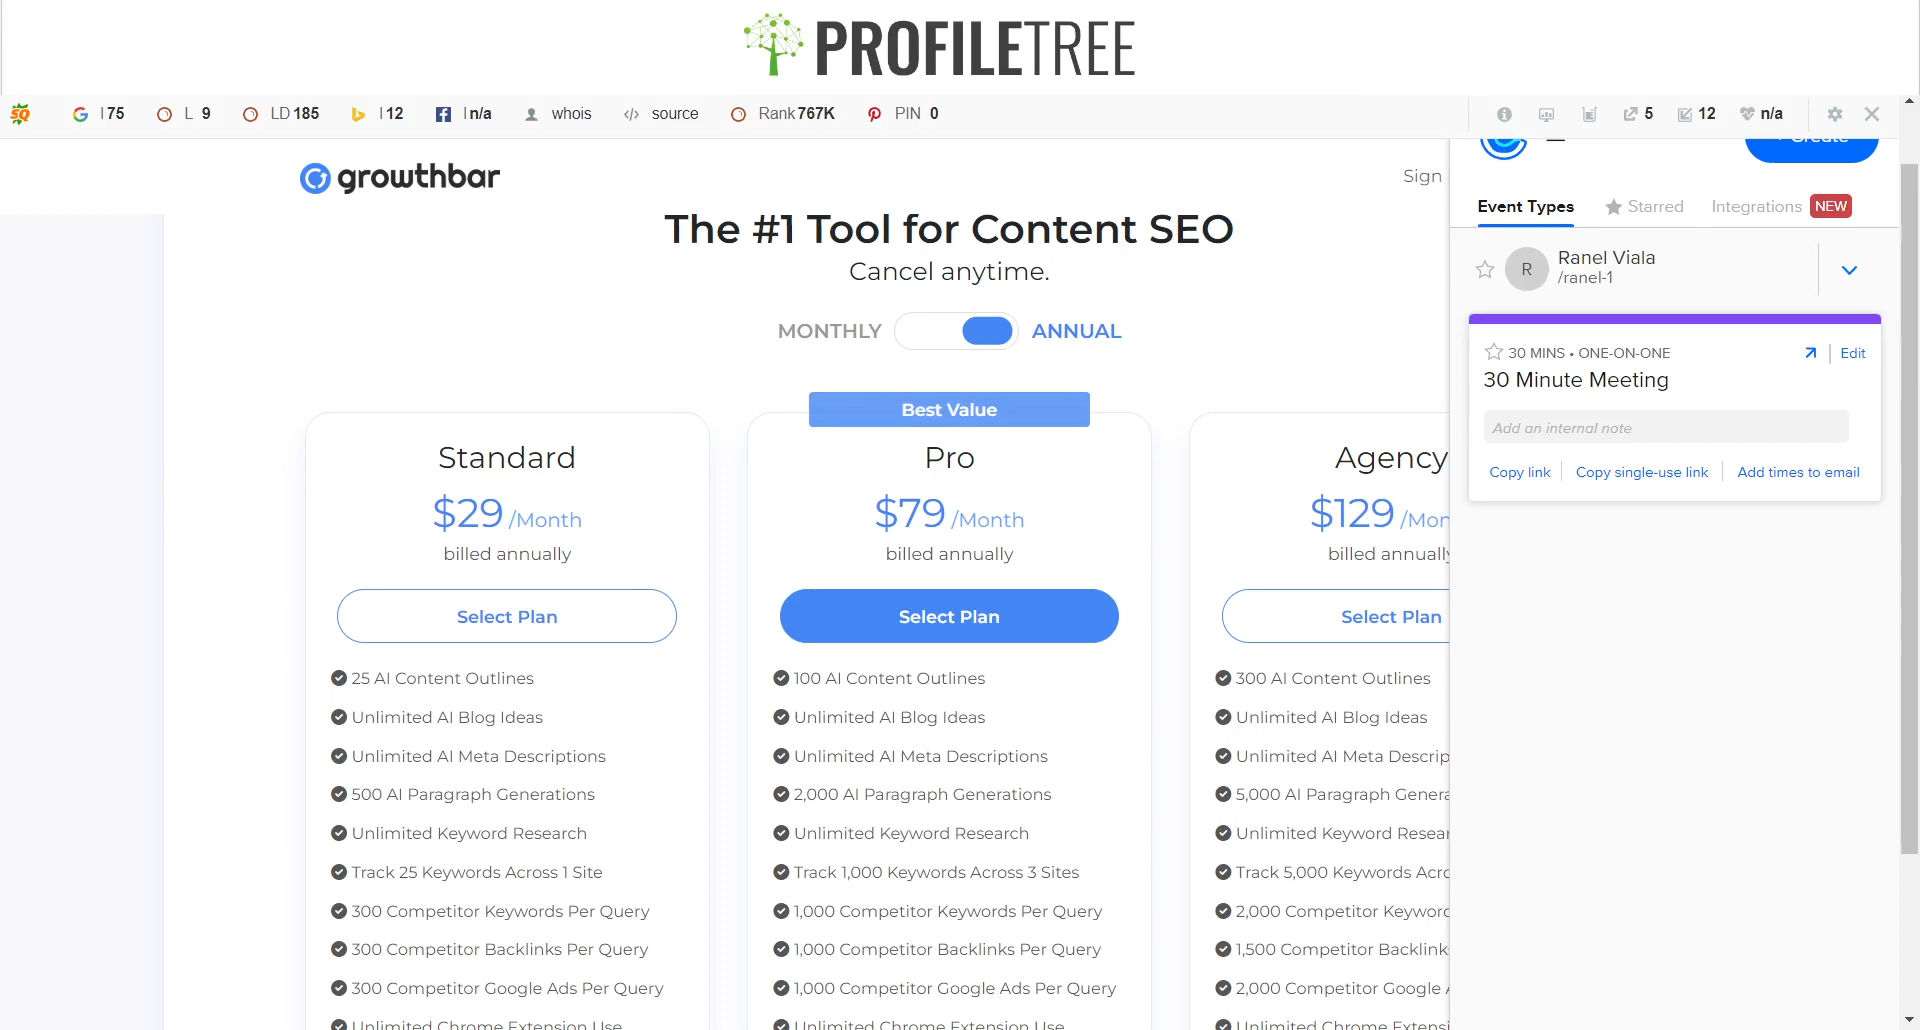 PROFILETREE
SQ I 75 L 9 LD 185 I 12 I n/a whois source Rank 767K PIN 0 5 12 n/a
growthbar
Sign
The #1 Tool for Content SEO
Cancel anytime.
MONTHLY ANNUAL
Standard
$29 /Month
billed annually
Select Plan
25 AI Content Outlines
Unlimited AI Blog Ideas
Unlimited AI Meta Descriptions
500 AI Paragraph Generations
Unlimited Keyword Research
Track 25 Keywords Across 1 Site
300 Competitor Keywords Per Query
300 Competitor Backlinks Per Query
300 Competitor Google Ads Per Query
Unlimited Chrome Extension Use
Best Value
Pro
$79 /Month
billed annually
Select Plan
100 AI Content Outlines
Unlimited AI Blog Ideas
Unlimited AI Meta Descriptions
2,000 AI Paragraph Generations
Unlimited Keyword Research
Track 1,000 Keywords Across 3 Sites
1,000 Competitor Keywords Per Query
1,000 Competitor Backlinks Per Query
1,000 Competitor Google Ads Per Query
Unlimited Chrome Extension Use
Agency
$129 /Mon
billed annually
Select Plan
300 AI Content Outlines
Unlimited AI Blog Ideas
Unlimited AI Meta Descrip
5,000 AI Paragraph Genera
Unlimited Keyword Resear
Track 5,000 Keywords Acro
2,000 Competitor Keyword
1,500 Competitor Backlink
2,000 Competitor Google
Unlimited Chrome Extensi
Create
Event Types Starred Integrations NEW
R Ranel Viala
/ranel-1
30 MINS • ONE-ON-ONE Edit
30 Minute Meeting
Add an internal note
Copy link Copy single-use link Add times to email